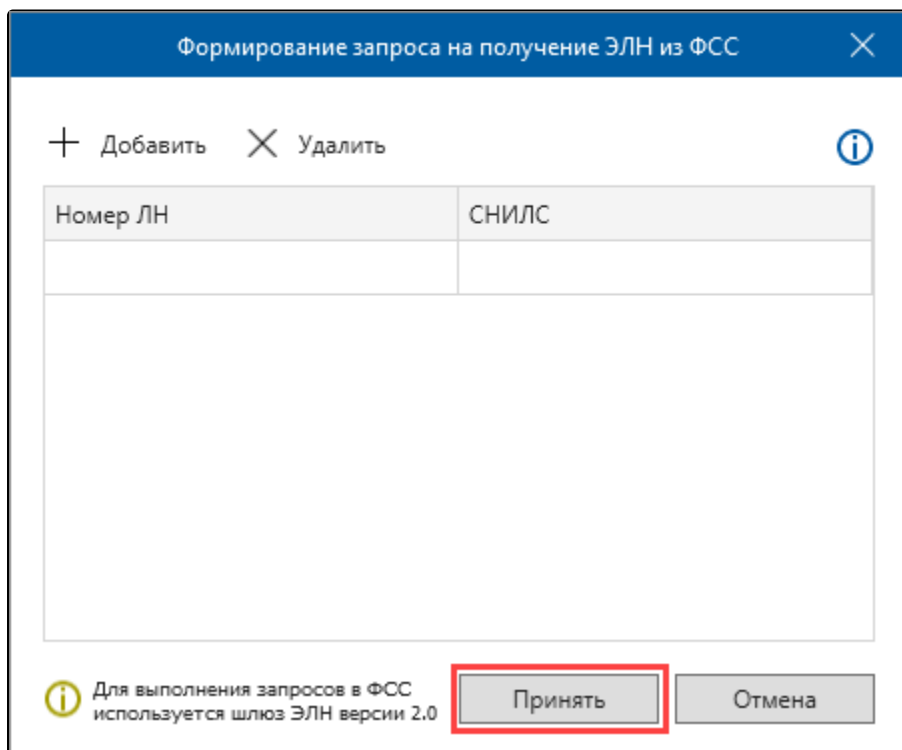 Формирование запроса на получение ЭЛН из ФСС
Добавить Удалить
Номер ЛН СНИЛС
Для выполнения запросов в ФСС
используется шлюз ЭЛН версии 2.0
Принять Отмена